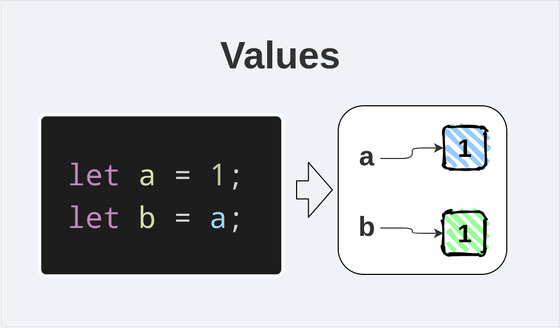 Values
let a = 1;
let b = a;
a
1
b
1